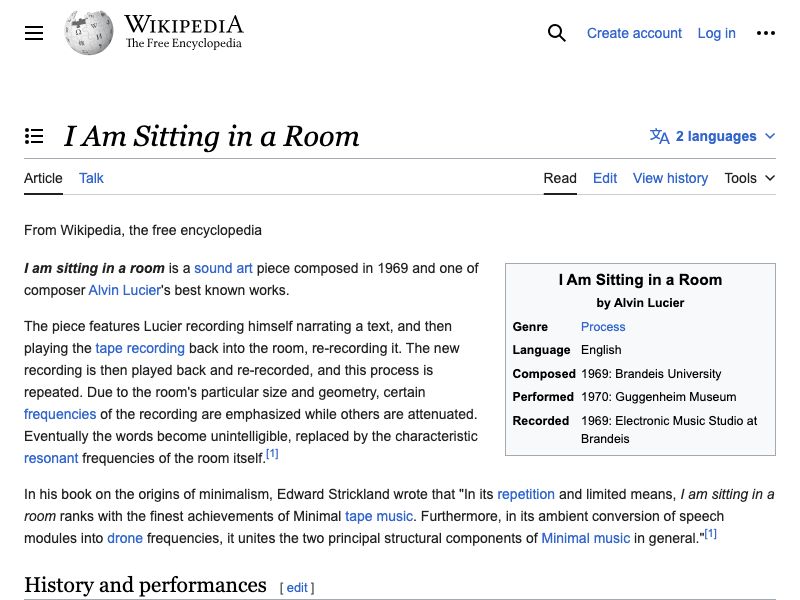 WIKIPEDIA
The Free Encyclopedia
Create account Log in
I Am Sitting in a Room
2 languages
Article Talk
Read Edit View history Tools
From Wikipedia, the free encyclopedia
I am sitting in a room is a sound art piece composed in 1969 and one of
composer Alvin Lucier's best known works.
The piece features Lucier recording himself narrating a text, and then
playing the tape recording back into the room, re-recording it. The new
recording is then played back and re-recorded, and this process is
repeated. Due to the room's particular size and geometry, certain
frequencies of the recording are emphasized while others are attenuated.
Eventually the words become unintelligible, replaced by the characteristic
resonant frequencies of the room itself.[1]
I Am Sitting in a Room
by Alvin Lucier
Genre Process
Language English
Composed 1969: Brandeis University
Performed 1970: Guggenheim Museum
Recorded 1969: Electronic Music Studio at
Brandeis
In his book on the origins of minimalism, Edward Strickland wrote that "In its repetition and limited means, I am sitting in a
room ranks with the finest achievements of Minimal tape music. Furthermore, in its ambient conversion of speech
modules into drone frequencies, it unites the two principal structural components of Minimal music in general."[1]
History and performances [ edit ]